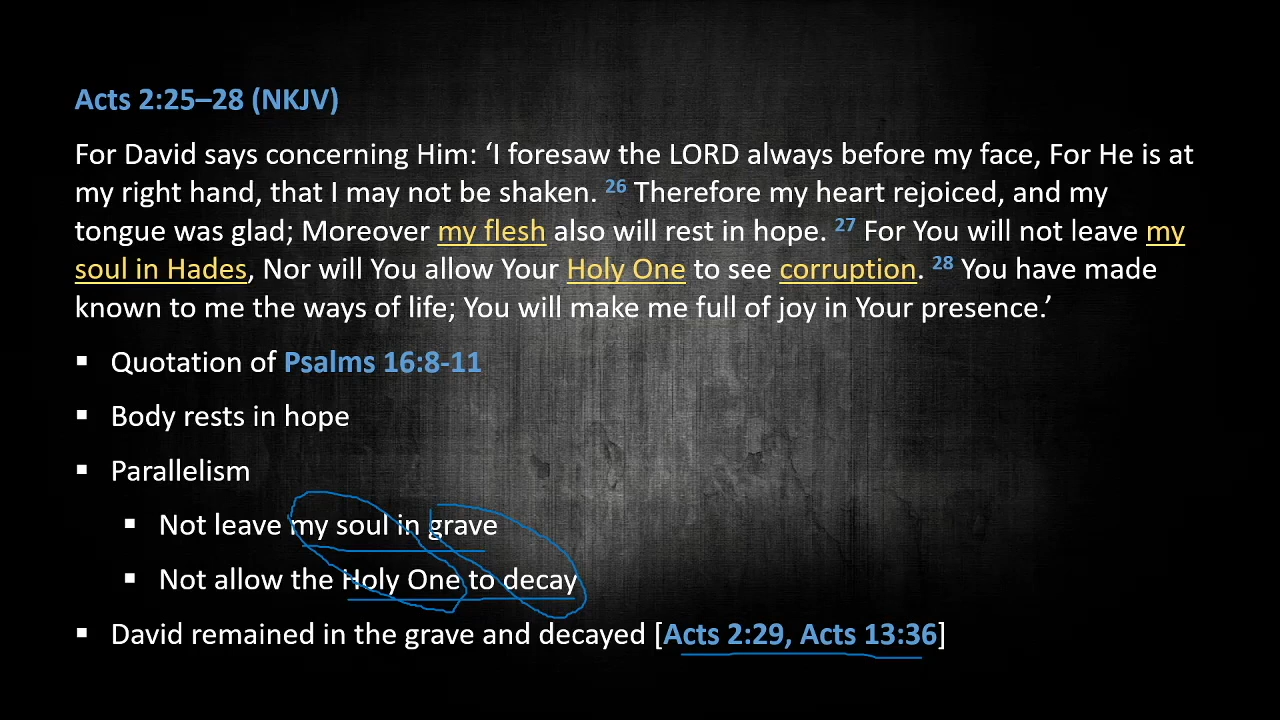 Acts 2:25–28 (NKJV)
For David says concerning Him: ‘I foresaw the LORD always before my face, For He is at
my right hand, that I may not be shaken. 26 Therefore my heart rejoiced, and my
tongue was glad; Moreover my flesh also will rest in hope. 27 For You will not leave my
soul in Hades, Nor will You allow Your Holy One to see corruption. 28 You have made
known to me the ways of life; You will make me full of joy in Your presence.’
▪ Quotation of Psalms 16:8-11
▪ Body rests in hope
▪ Parallelism
▪ Not leave my soul in grave
▪ Not allow the Holy One to decay
▪ David remained in the grave and decayed [Acts 2:29, Acts 13:36]